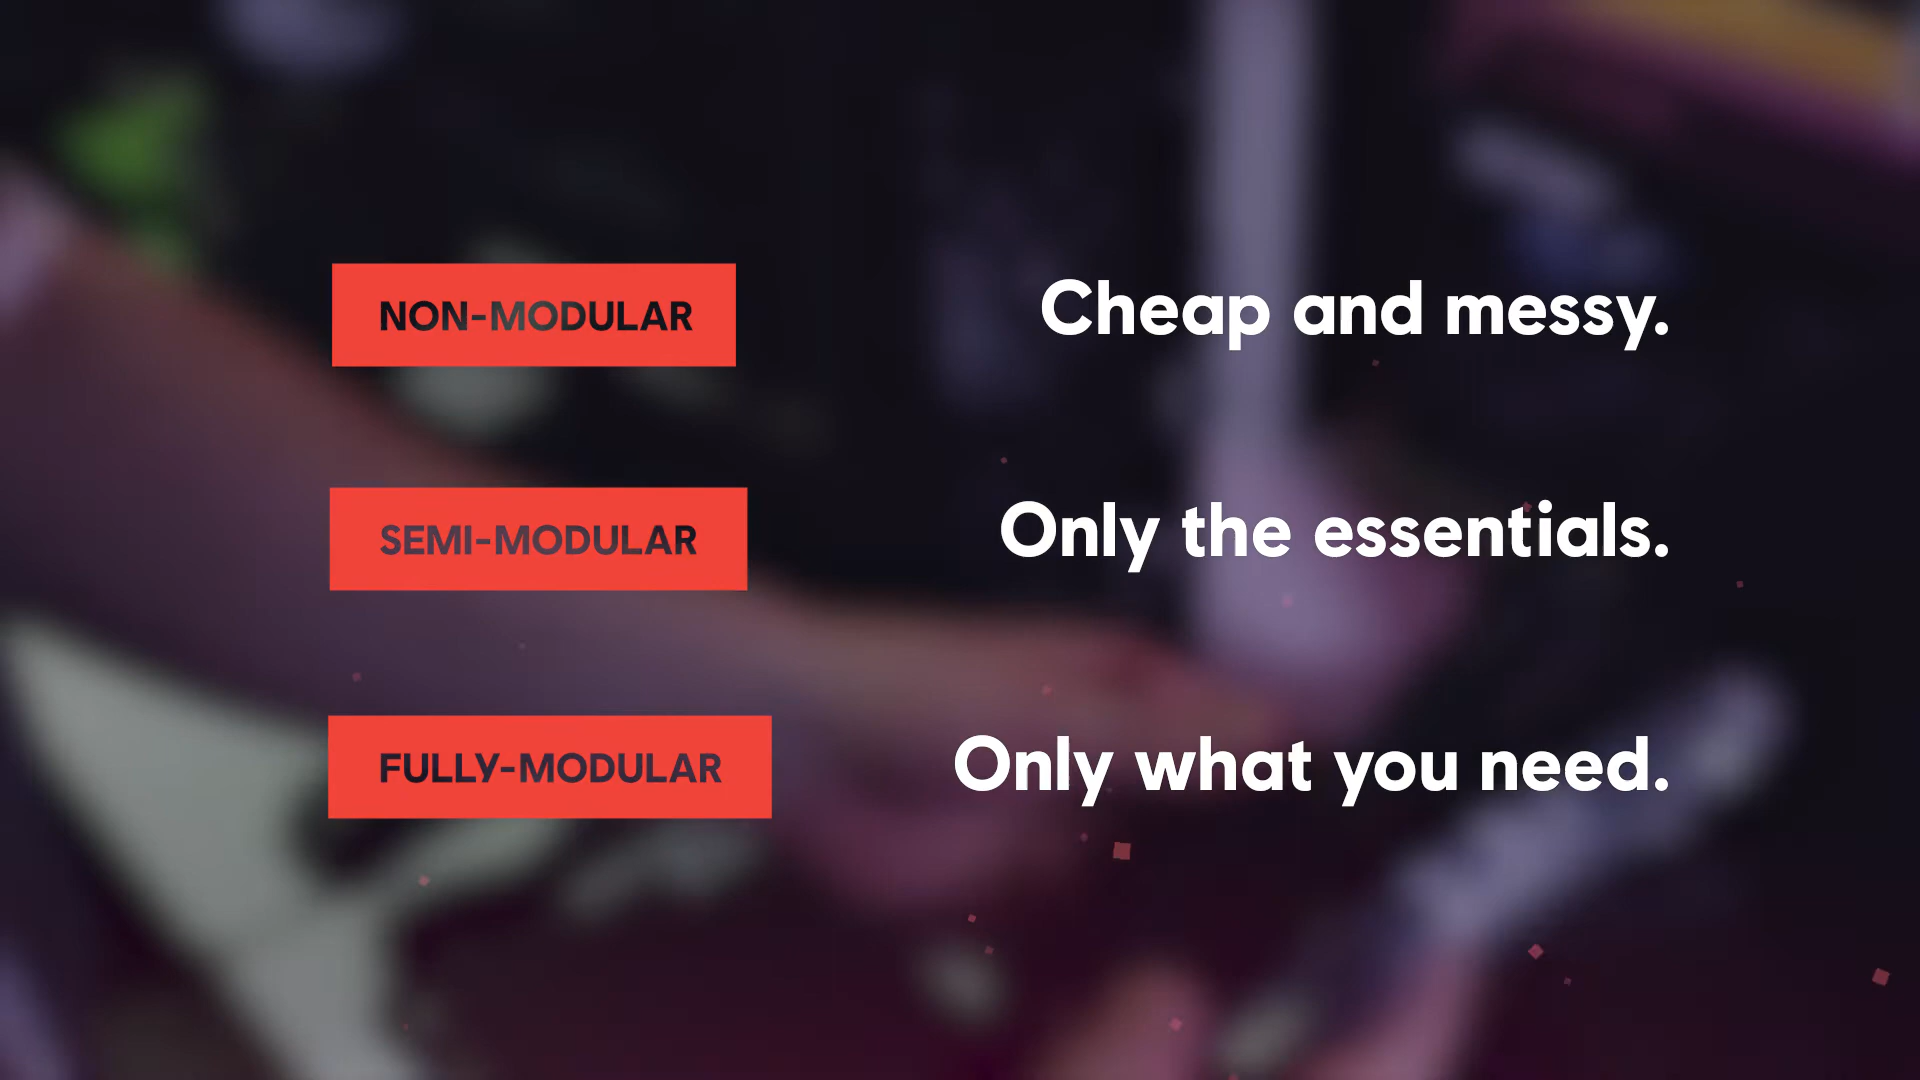 NON-MODULAR
Cheap and messy.
SEMI-MODULAR
Only the essentials.
FULLY-MODULAR
Only what you need.